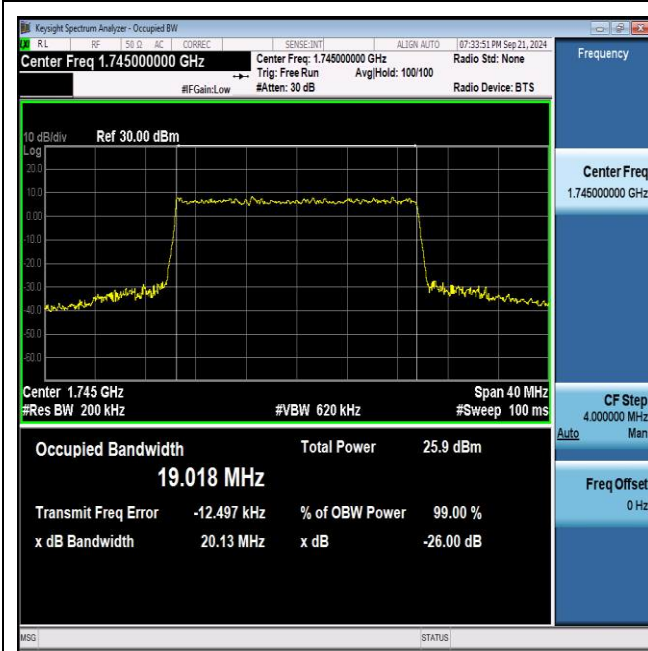 Keysight Spectrum Analyzer - Occupied BW
RL RF 50 Ω AC CORREC SENSE:INT ALIGN AUTO 07:33:51 PM Sep 21, 2024
Center Freq 1.745000000 GHz Center Freq: 1.745000000 GHz Radio Std: None
Trig: Free Run Avg|Hold: 100/100
#IFGain:Low #Atten: 30 dB Radio Device: BTS
10 dB/div Ref 30.00 dBm
Log
20.0
10.0
0.00
-10.0
-20.0
-30.0
-40.0
-50.0
-60.0
Center 1.745 GHz Span 40 MHz
#Res BW 200 kHz #VBW 620 kHz #Sweep 100 ms
Occupied Bandwidth Total Power 25.9 dBm
19.018 MHz
Transmit Freq Error -12.497 kHz % of OBW Power 99.00 %
x dB Bandwidth 20.13 MHz x dB -26.00 dB
MSG STATUS
Frequency
Center Freq
1.745000000 GHz
CF Step
4.000000 MHz
Auto Man
Freq Offset
0 Hz